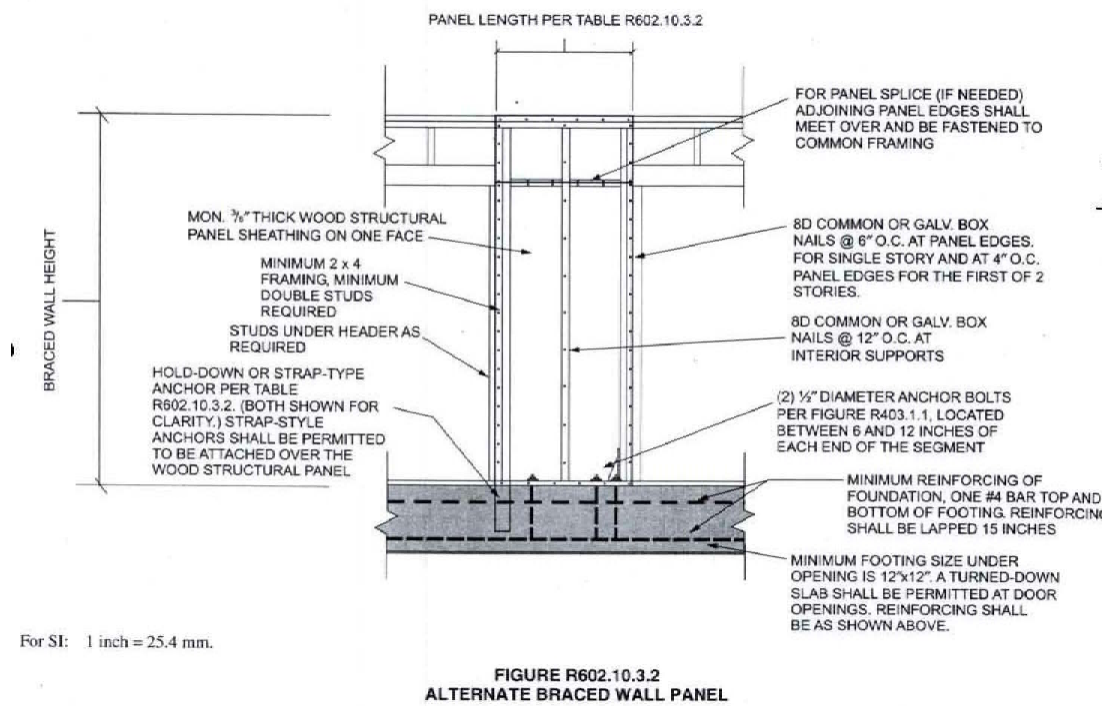 PANEL LENGTH PER TABLE R602.10.3.2
FOR PANEL SPLICE (IF NEEDED)
ADJOINING PANEL EDGES SHALL
MEET OVER AND BE FASTENED TO
COMMON FRAMING
BRACED WALL HEIGHT
MON. 3/8" THICK WOOD STRUCTURAL
PANEL SHEATHING ON ONE FACE
MINIMUM 2 x 4
FRAMING, MINIMUM
DOUBLE STUDS
REQUIRED
STUDS UNDER HEADER AS
REQUIRED
HOLD-DOWN OR STRAP-TYPE
ANCHOR PER TABLE
R602.10.3.2. (BOTH SHOWN FOR
CLARITY.) STRAP-STYLE
ANCHORS SHALL BE PERMITTED
TO BE ATTACHED OVER THE
WOOD STRUCTURAL PANEL
8D COMMON OR GALV. BOX
NAILS @ 6" O.C. AT PANEL EDGES.
FOR SINGLE STORY AND AT 4" O.C.
PANEL EDGES FOR THE FIRST OF 2
STORIES.
8D COMMON OR GALV. BOX
NAILS @ 12" O.C. AT
INTERIOR SUPPORTS
(2) ½" DIAMETER ANCHOR BOLTS
PER FIGURE R403.1.1, LOCATED
BETWEEN 6 AND 12 INCHES OF
EACH END OF THE SEGMENT
MINIMUM REINFORCING OF
FOUNDATION, ONE #4 BAR TOP AND
BOTTOM OF FOOTING. REINFORCING
SHALL BE LAPPED 15 INCHES
MINIMUM FOOTING SIZE UNDER
OPENING IS 12"x12". A TURNED-DOWN
SLAB SHALL BE PERMITTED AT DOOR
OPENINGS. REINFORCING SHALL
BE AS SHOWN ABOVE.
For SI: 1 inch = 25.4 mm.
FIGURE R602.10.3.2
ALTERNATE BRACED WALL PANEL